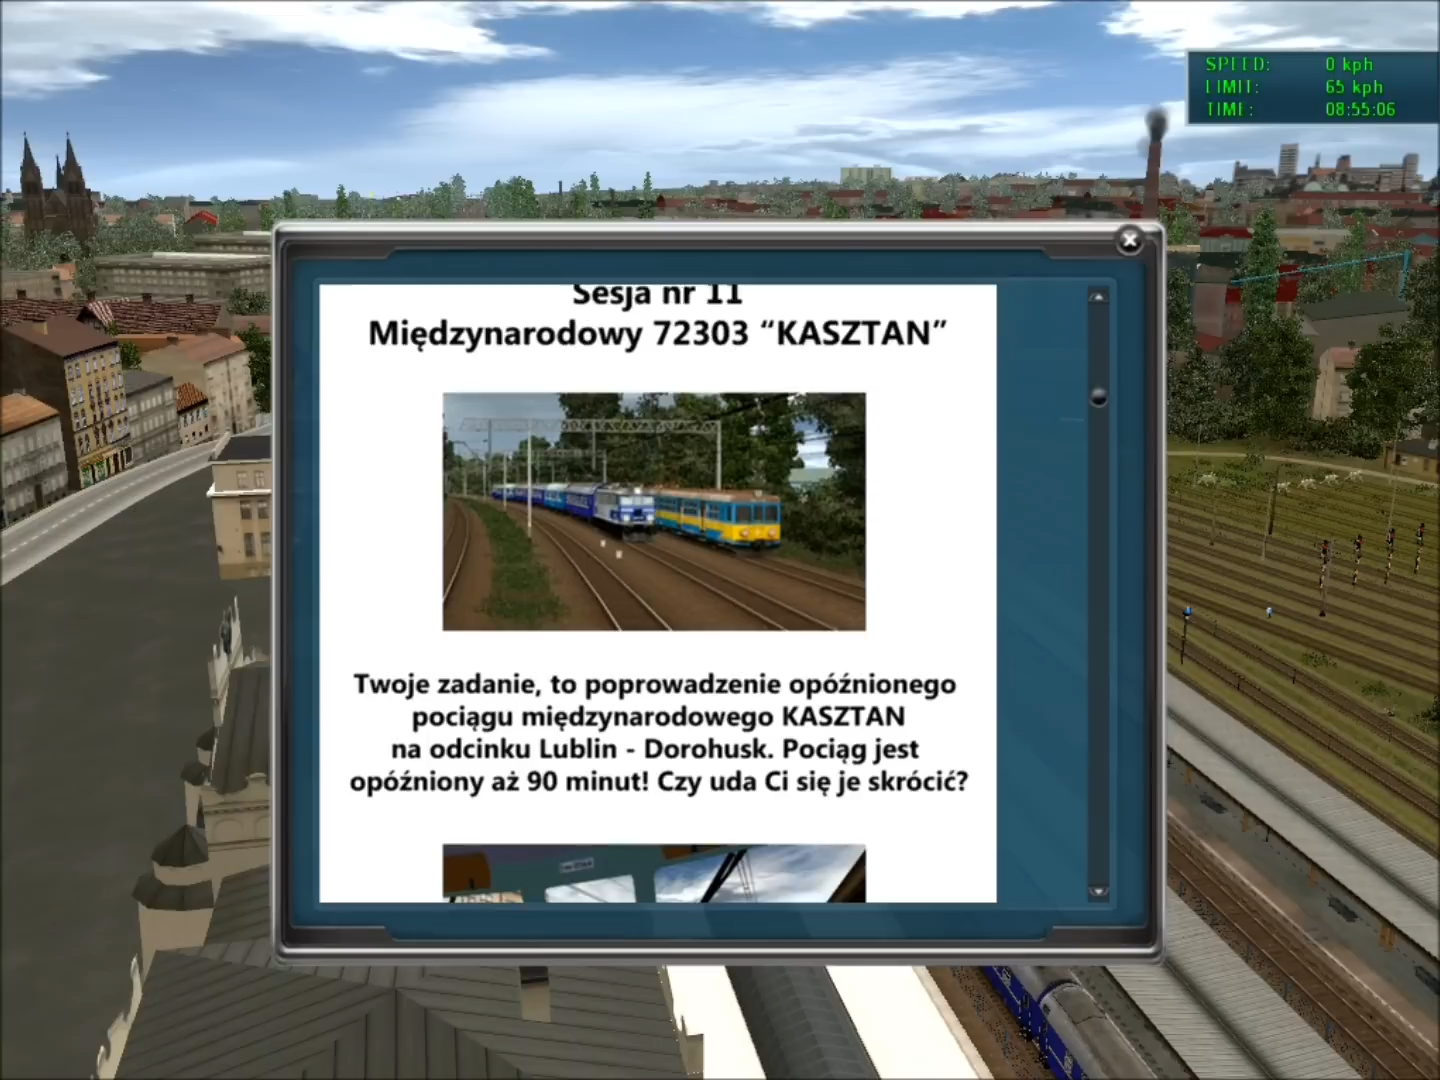 SPEED: 0 kph
LIMIT: 65 kph
TIME: 08:55:06
Sesja nr 11
Międzynarodowy 72303 “KASZTAN”
Twoje zadanie, to poprowadzenie opóźnionego
pociągu międzynarodowego KASZTAN
na odcinku Lublin - Dorohusk. Pociąg jest
opóźniony aż 90 minut! Czy uda Ci się je skrócić?